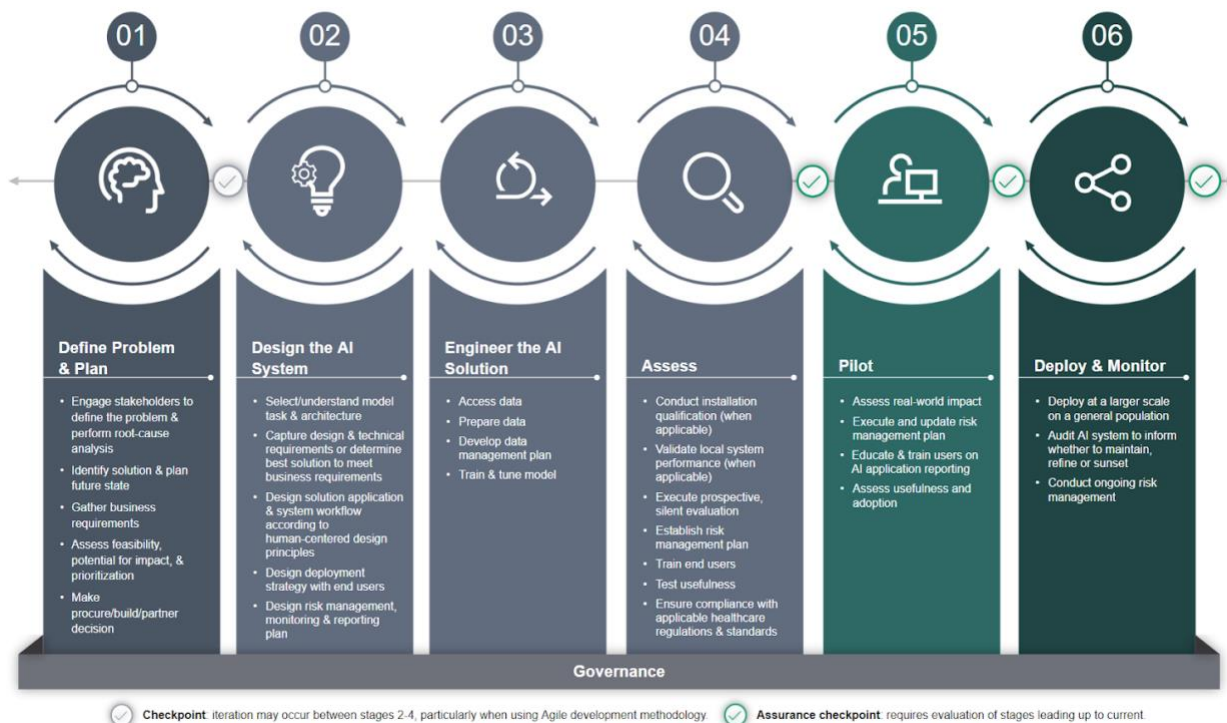 01
02
03
04
05
06
Define Problem
& Plan
• Engage stakeholders to
define the problem &
perform root-cause
analysis
• Identify solution & plan
future state
• Gather business
requirements
• Assess feasibility,
potential for impact, &
prioritization
• Make
procure/build/partner
decision
Design the AI
System
• Select/understand model
task & architecture
• Capture design & technical
requirements or determine
best solution to meet
business requirements
• Design solution application
& system workflow
according to
human-centered design
principles
• Design deployment
strategy with end users
• Design risk management,
monitoring & reporting
plan
Engineer the AI
Solution
• Access data
• Prepare data
• Develop data
management plan
• Train & tune model
Assess
• Conduct installation
qualification (when
applicable)
• Validate local system
performance (when
applicable)
• Execute prospective,
silent evaluation
• Establish risk
management plan
• Train end users
• Test usefulness
• Ensure compliance with
applicable healthcare
regulations & standards
Pilot
• Assess real-world impact
• Execute and update risk
management plan
• Educate & train users on
AI application reporting
• Assess usefulness and
adoption
Deploy & Monitor
• Deploy at a larger scale
on a general population
• Audit AI system to inform
whether to maintain,
refine or sunset
• Conduct ongoing risk
management
Governance
Checkpoint: iteration may occur between stages 2-4, particularly when using Agile development methodology.
Assurance checkpoint: requires evaluation of stages leading up to current.